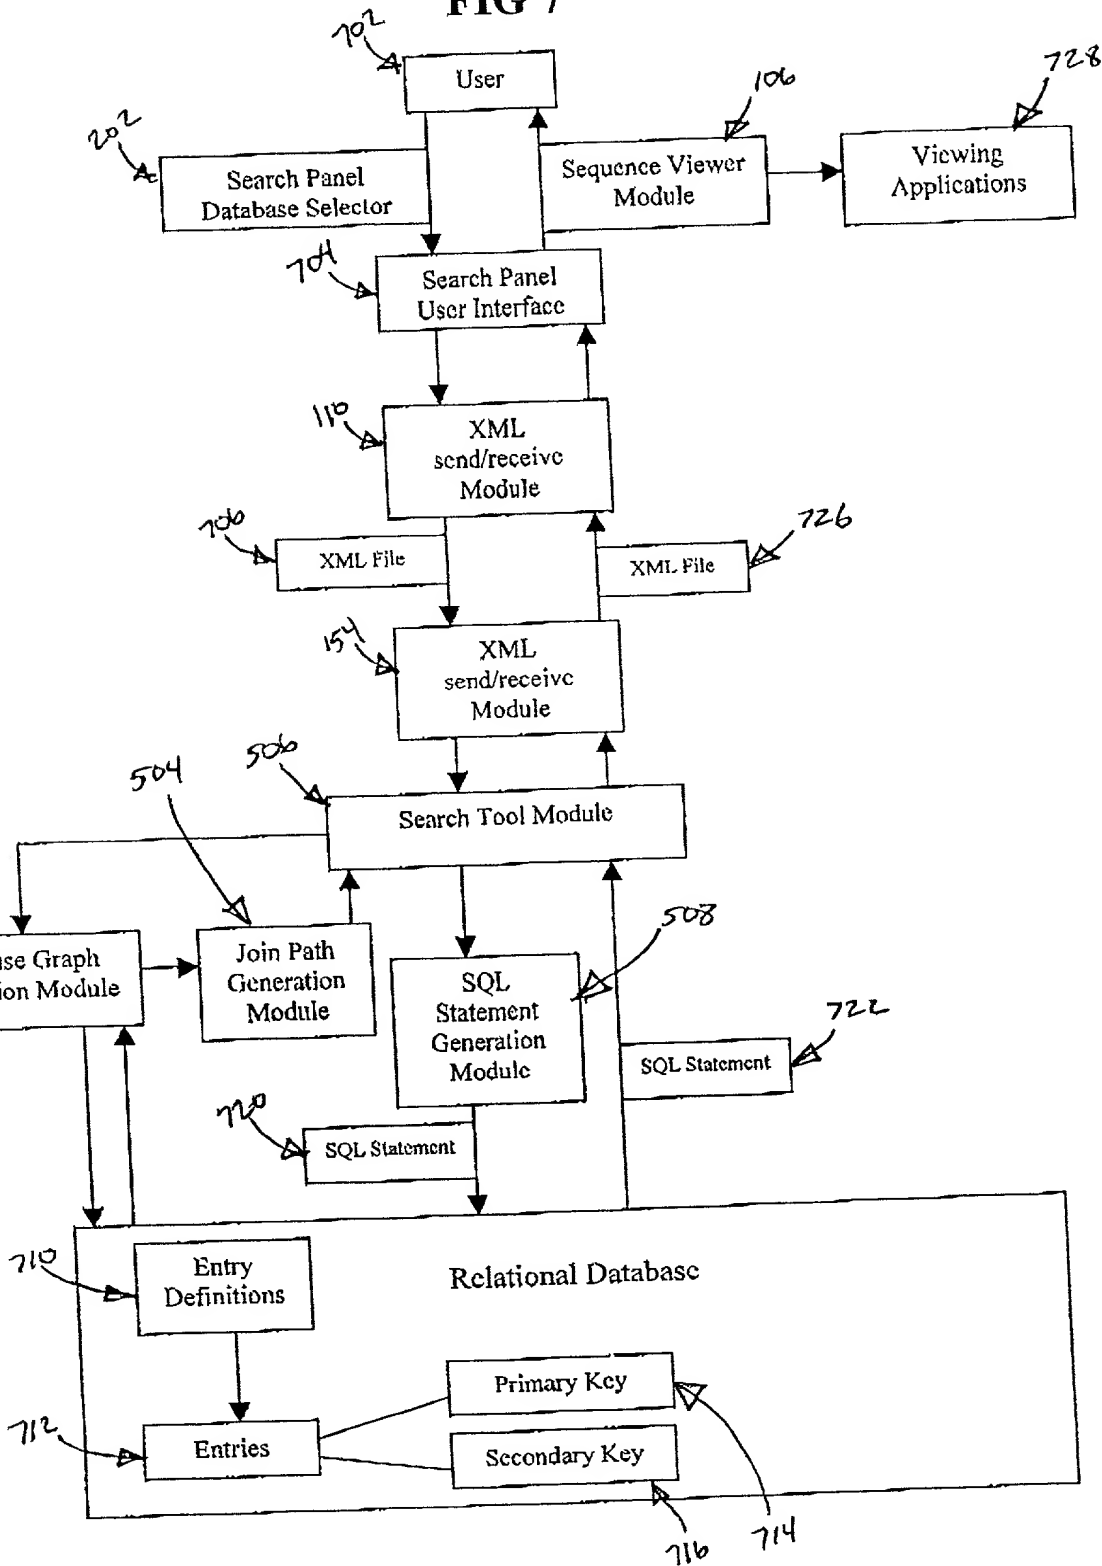 FIG 7
702
User
106
728
202
Search Panel
Database Selector
Sequence Viewer
Module
Viewing
Applications
704
Search Panel
User Interface
110
XML
send/receive
Module
706
XML File
726
XML File
154
XML
send/receive
Module
506
504
Search Tool Module
Graph
Module
Join Path
Generation
Module
508
SQL
Statement
Generation
Module
722
SQL Statement
720
SQL Statement
710
Entry
Definitions
Relational Database
Primary Key
712
Entries
Secondary Key
714
716